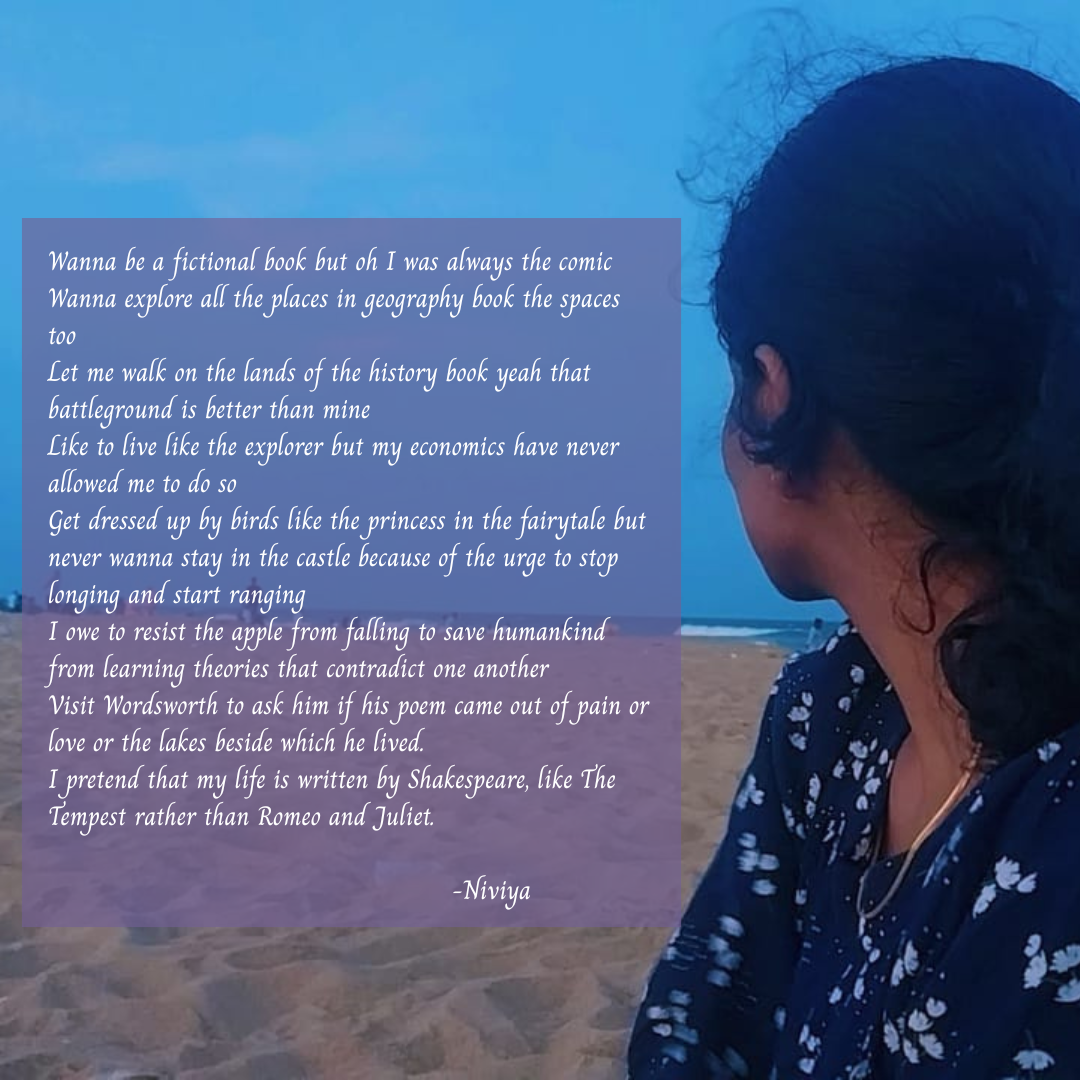 Wanna be a fictional book but oh I was always the comic
Wanna explore all the places in geography book the spaces
too
Let me walk on the lands of the history book yeah that
battleground is better than mine
Like to live like the explorer but my economics have never
allowed me to do so
Get dressed up by birds like the princess in the fairytale but
never wanna stay in the castle because of the urge to stop
longing and start ranging
I owe to resist the apple from falling to save humankind
from learning theories that contradict one another
Visit Wordsworth to ask him if his poem came out of pain or
love or the lakes beside which he lived.
I pretend that my life is written by Shakespeare, like The
Tempest rather than Romeo and Juliet.
-Niviya